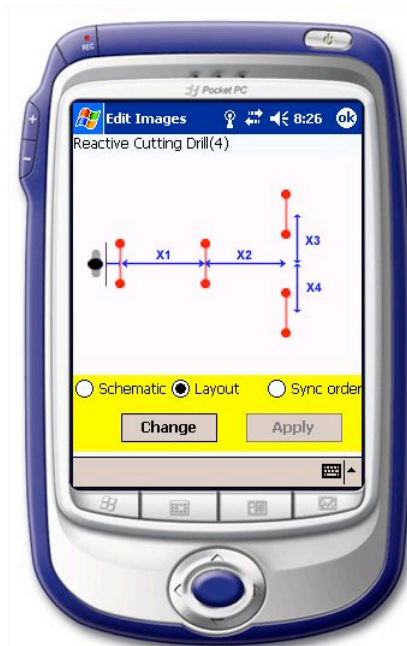 REC
Pocket PC
Edit Images 8:26 ok
Reactive Cutting Drill(4)
X1 X2 X3
X4
Schematic Layout Sync order
Change Apply